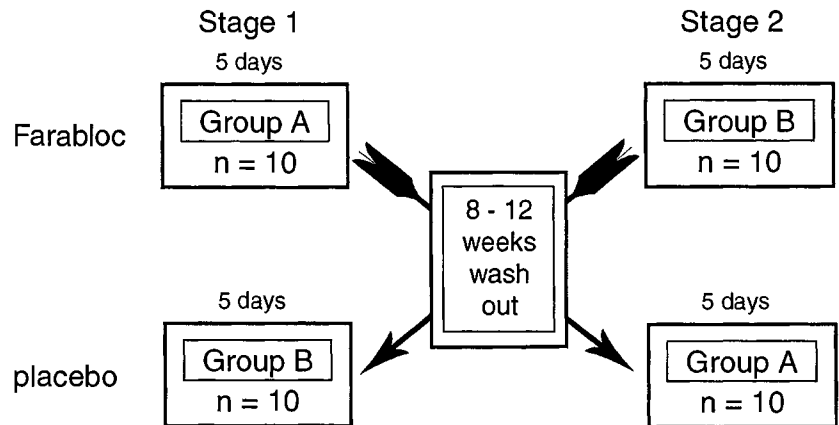 Stage 1
Stage 2
5 days
5 days
Farabloc
Group A
n = 10
Group B
n = 10
8 - 12
weeks
wash
out
5 days
5 days
placebo
Group B
n = 10
Group A
n = 10